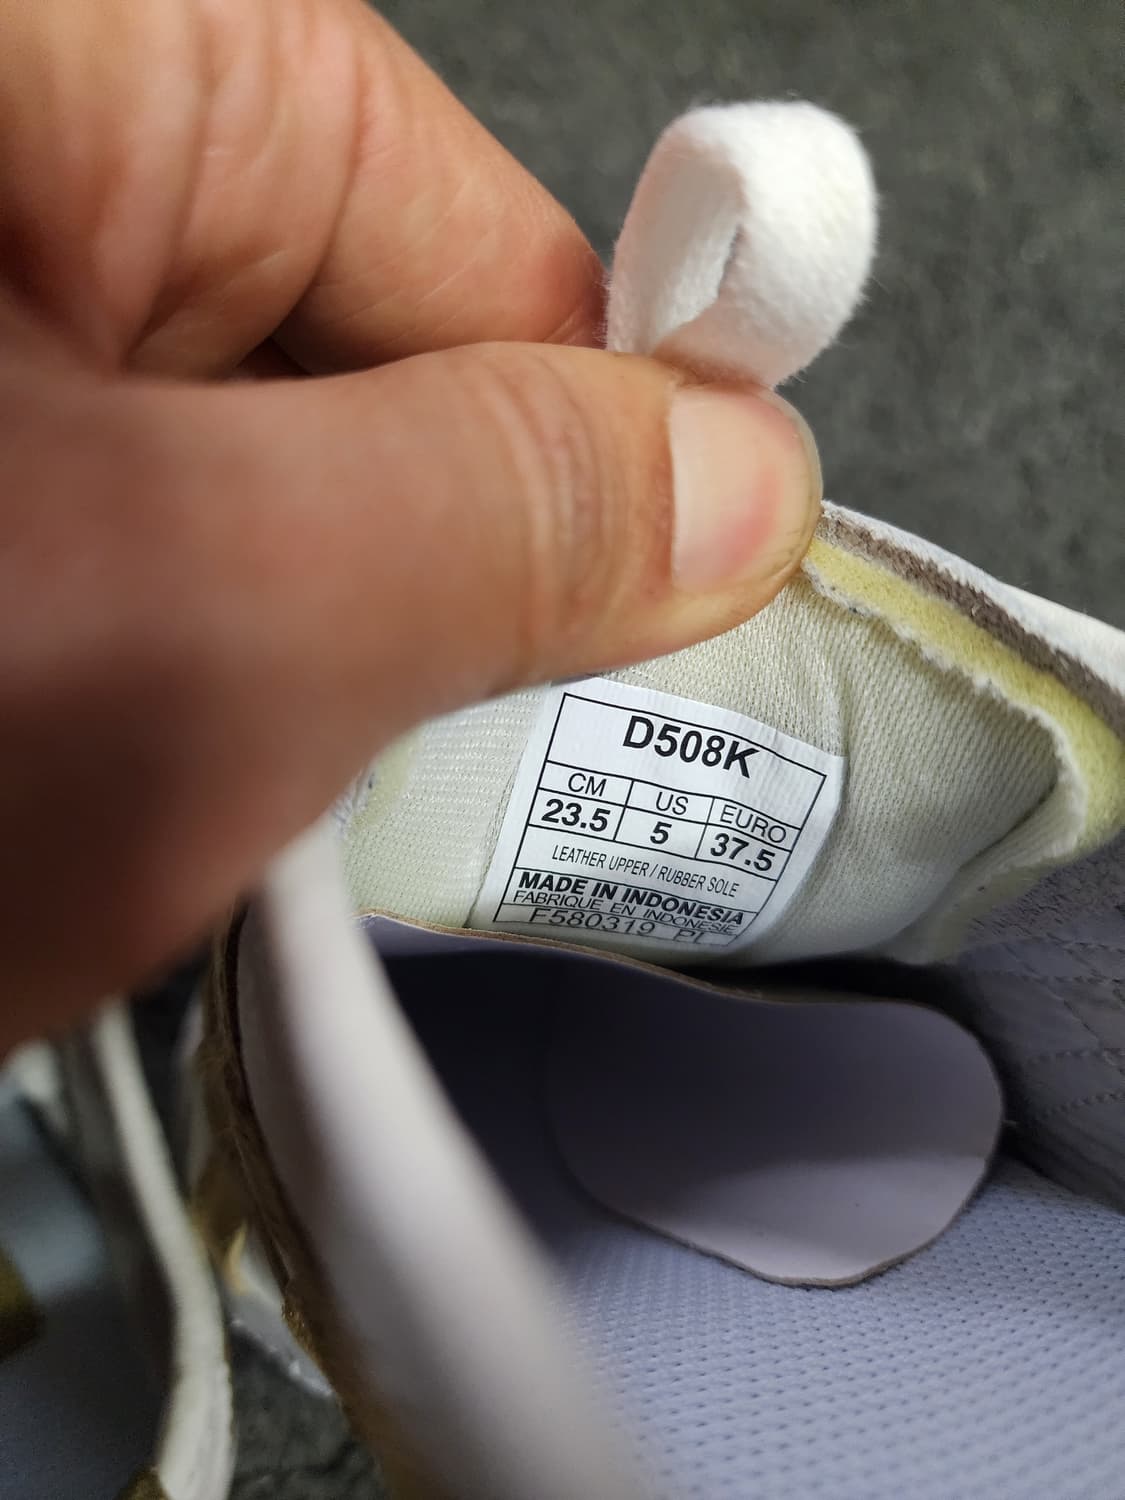 D508K
CM US EURO
23.5 5 37.5
LEATHER UPPER / RUBBER SOLE
MADE IN INDONESIA
FABRIQUE EN INDONESIE
F580319 PL